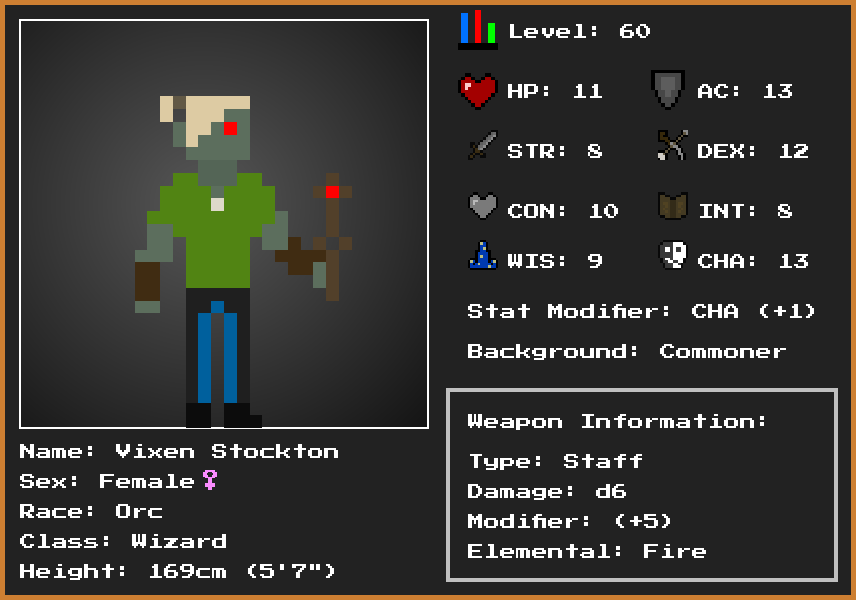 Level: 60
HP: 11 AC: 13
STR: 8 DEX: 12
CON: 10 INT: 8
WIS: 9 CHA: 13
Stat Modifier: CHA (+1)
Background: Commoner
Weapon Information:
Type: Staff
Damage: d6
Modifier: (+5)
Elemental: Fire
Name: Vixen Stockton
Sex: Female♀
Race: Orc
Class: Wizard
Height: 169cm (5'7")